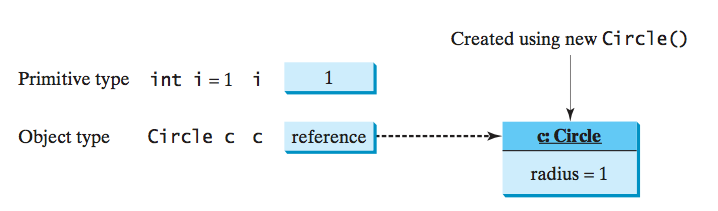 Created using new Circle()
Primitive type int i = 1 i 1
Object type Circle c c reference
c: Circle
radius = 1